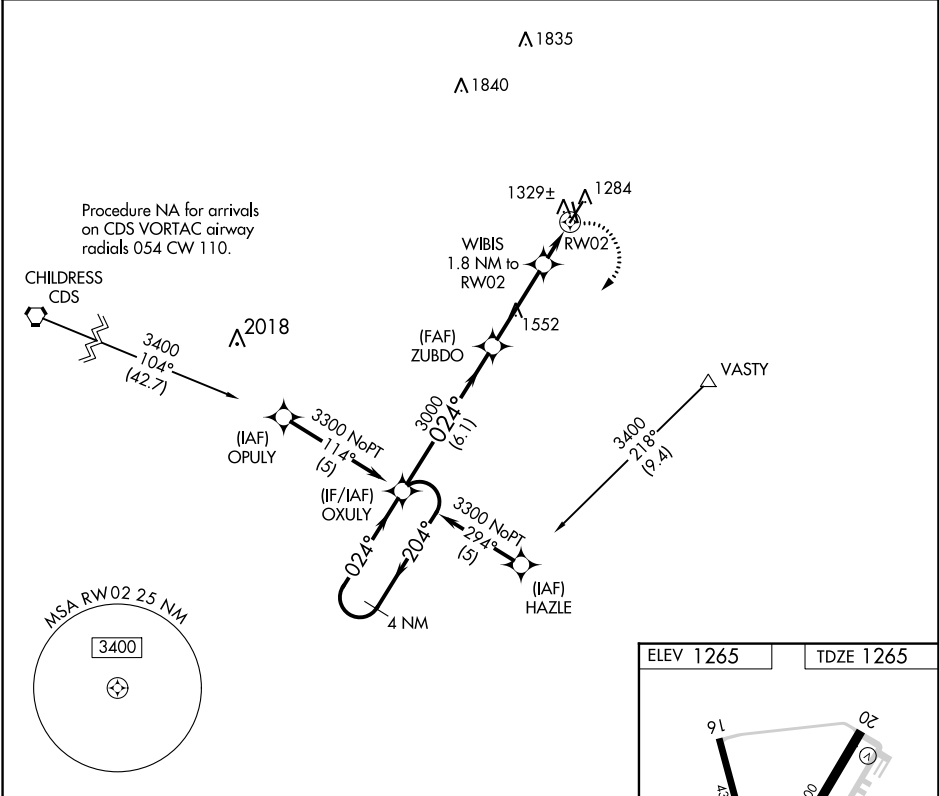 1835
1840
1329±
1284
Procedure NA for arrivals
on CDS VORTAC airway
radials 054 CW 110.
RW02
WIBIS
1.8 NM to
RW02
CHILDRESS
CDS
2018
1552
(FAF)
ZUBDO
3400
104°
(42.7)
VASTY
3000
024°
(6.1)
3400
218°
(9.4)
(IAF)
OPULY
3300 NoPT
114°
(5)
(IF/IAF)
OXULY
3300 NoPT
294°
(5)
024°
204°
(IAF)
HAZLE
4 NM
MSA RW02 25 NM
3400
ELEV 1265
TDZE 1265
16
20
V